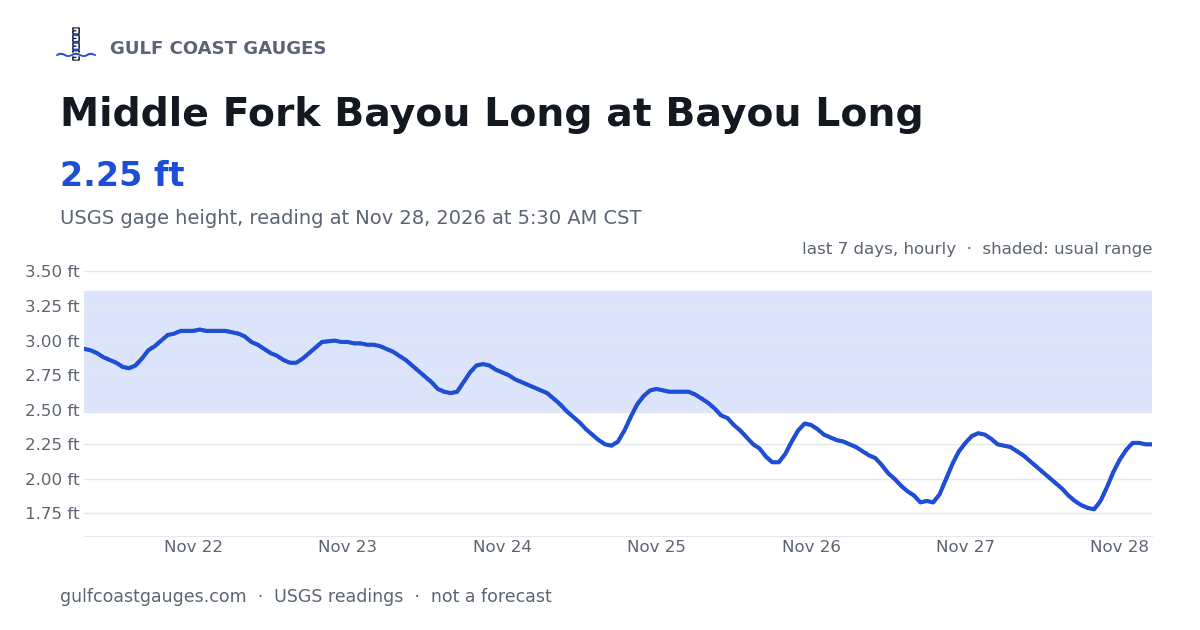 GULF COAST GAUGES
Middle Fork Bayou Long at Bayou Long
2.25 ft
USGS gage height, reading at Nov 28, 2026 at 5:30 AM CST
last 7 days, hourly · shaded: usual range
3.50 ft
3.25 ft
3.00 ft
2.75 ft
2.50 ft
2.25 ft
2.00 ft
1.75 ft
Nov 22 Nov 23 Nov 24 Nov 25 Nov 26 Nov 27 Nov 28
gulfcoastgauges.com · USGS readings · not a forecast